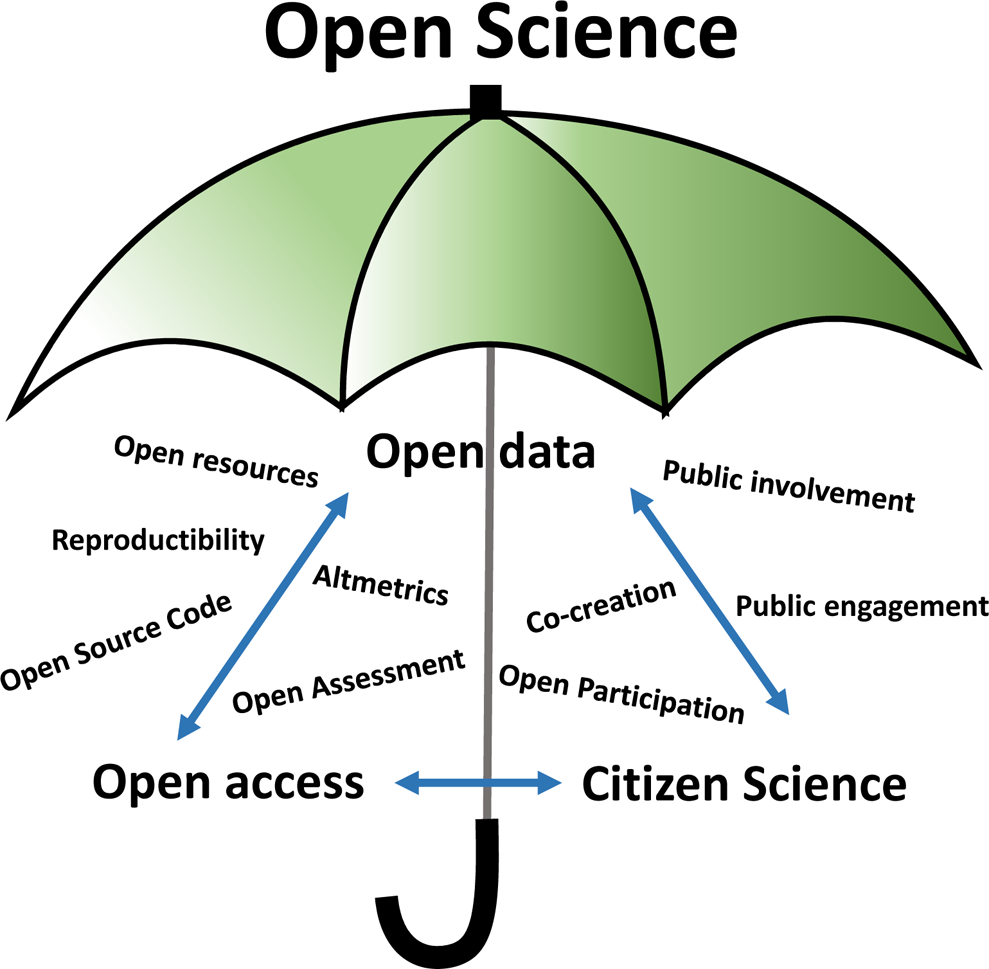 Open Science
Open data
Open resources
Public involvement
Reproductibility
Altmetrics
Co-creation
Public engagement
Open Source Code
Open Assessment
Open Participation
Open access
Citizen Science